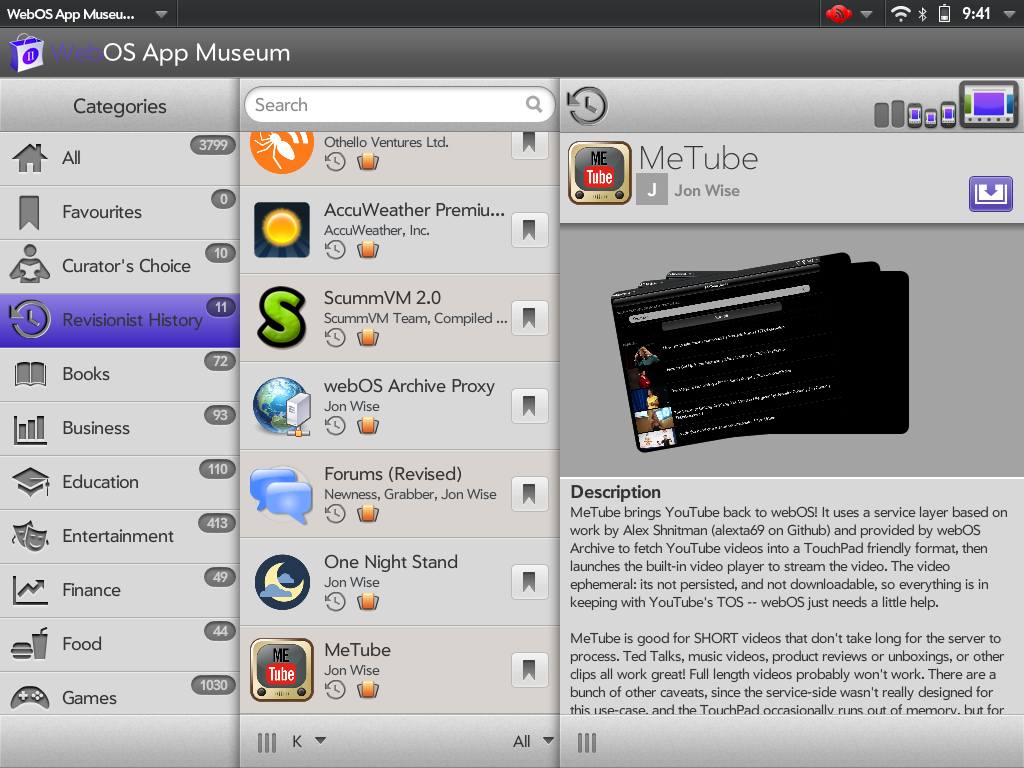 WebOS App Museu...
9:41
WebOS App Museum
Categories
All
3799
Favourites
0
Curator's Choice
10
Revisionist History
11
Books
72
Business
93
Education
110
Entertainment
413
Finance
49
Food
44
Games
1030
Search
Othello Ventures Ltd.
AccuWeather Premiu...
AccuWeather, Inc.
ScummVM 2.0
ScummVM Team, Compiled ...
webOS Archive Proxy
Jon Wise
Forums (Revised)
Newness, Grabber, Jon Wise
One Night Stand
Jon Wise
ME
Tube
MeTube
Jon Wise
K
All
ME
Tube
MeTube
J
Jon Wise
Description
MeTube brings YouTube back to webOS! It uses a service layer based on
work by Alex Shnitman (alexta69 on Github) and provided by webOS
Archive to fetch YouTube videos into a TouchPad friendly format, then
launches the built-in video player to stream the video. The video
ephemeral: its not persisted, and not downloadable, so everything is in
keeping with YouTube's TOS -- webOS just needs a little help.
MeTube is good for SHORT videos that don't take long for the server to
process. Ted Talks, music videos, product reviews or unboxings, or other
clips all work great! Full length videos probably won't work. There are a
bunch of other caveats, since the service-side wasn't really designed for
this use-case, and the TouchPad occasionally runs out of memory, but for